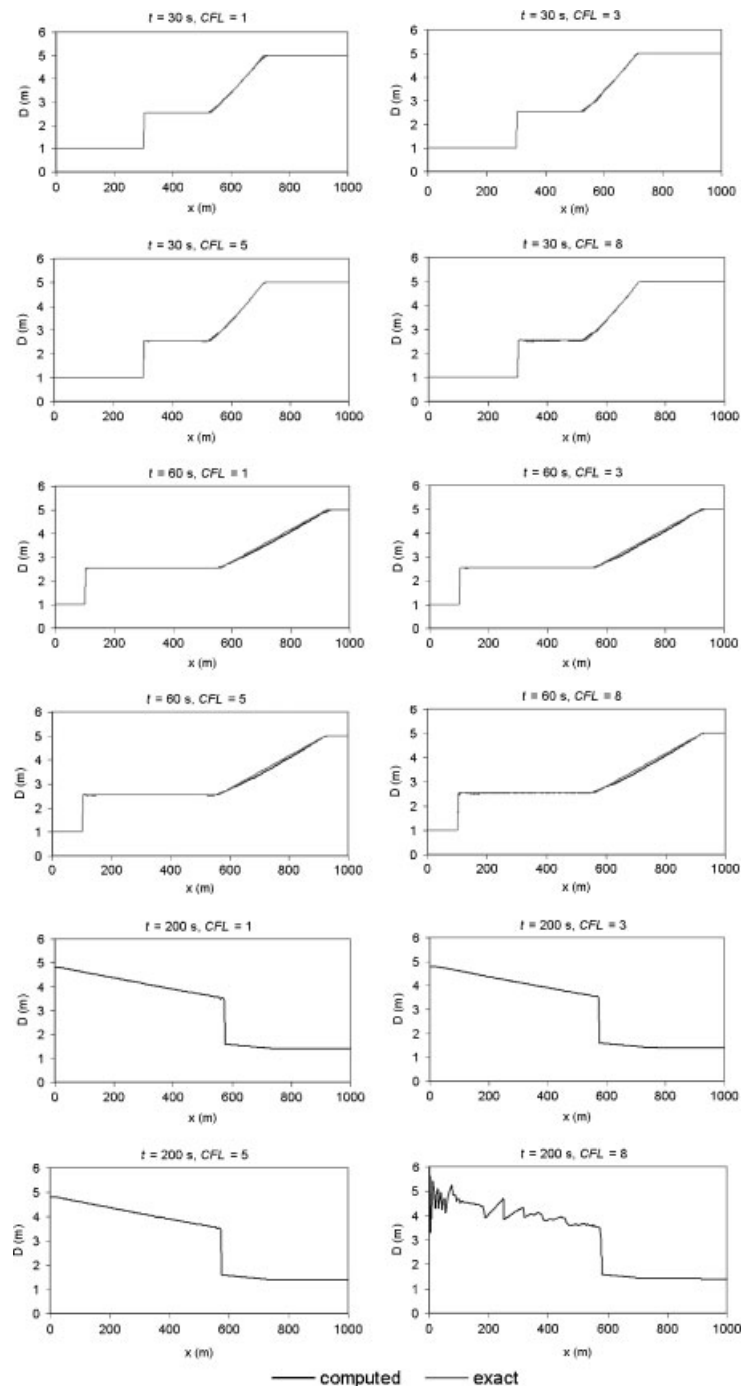 t = 30 s, CFL = 1
6
5
4
3
2
1
0
D (m)
0 200 400 600 800 1000
x (m)
t = 30 s, CFL = 3
6
5
4
3
2
1
0
D (m)
0 200 400 600 800 1000
x (m)
t = 30 s, CFL = 5
6
5
4
3
2
1
0
D (m)
0 200 400 600 800 1000
x (m)
t = 30 s, CFL = 8
6
5
4
3
2
1
0
D (m)
0 200 400 600 800 1000
x (m)
t = 60 s, CFL = 1
6
5
4
3
2
1
0
D (m)
0 200 400 600 800 1000
x (m)
t = 60 s, CFL = 3
6
5
4
3
2
1
0
D (m)
0 200 400 600 800 1000
x (m)
t = 60 s, CFL = 5
6
5
4
3
2
1
0
D (m)
0 200 400 600 800 1000
x (m)
t = 60 s, CFL = 8
6
5
4
3
2
1
0
D (m)
0 200 400 600 800 1000
x (m)
t = 200 s, CFL = 1
6
5
4
3
2
1
0
D (m)
0 200 400 600 800 1000
x (m)
t = 200 s, CFL = 3
6
5
4
3
2
1
0
D (m)
0 200 400 600 800 1000
x (m)
t = 200 s, CFL = 5
6
5
4
3
2
1
0
D (m)
0 200 400 600 800 1000
x (m)
t = 200 s, CFL = 8
6
5
4
3
2
1
0
D (m)
0 200 400 600 800 1000
x (m)
computed exact